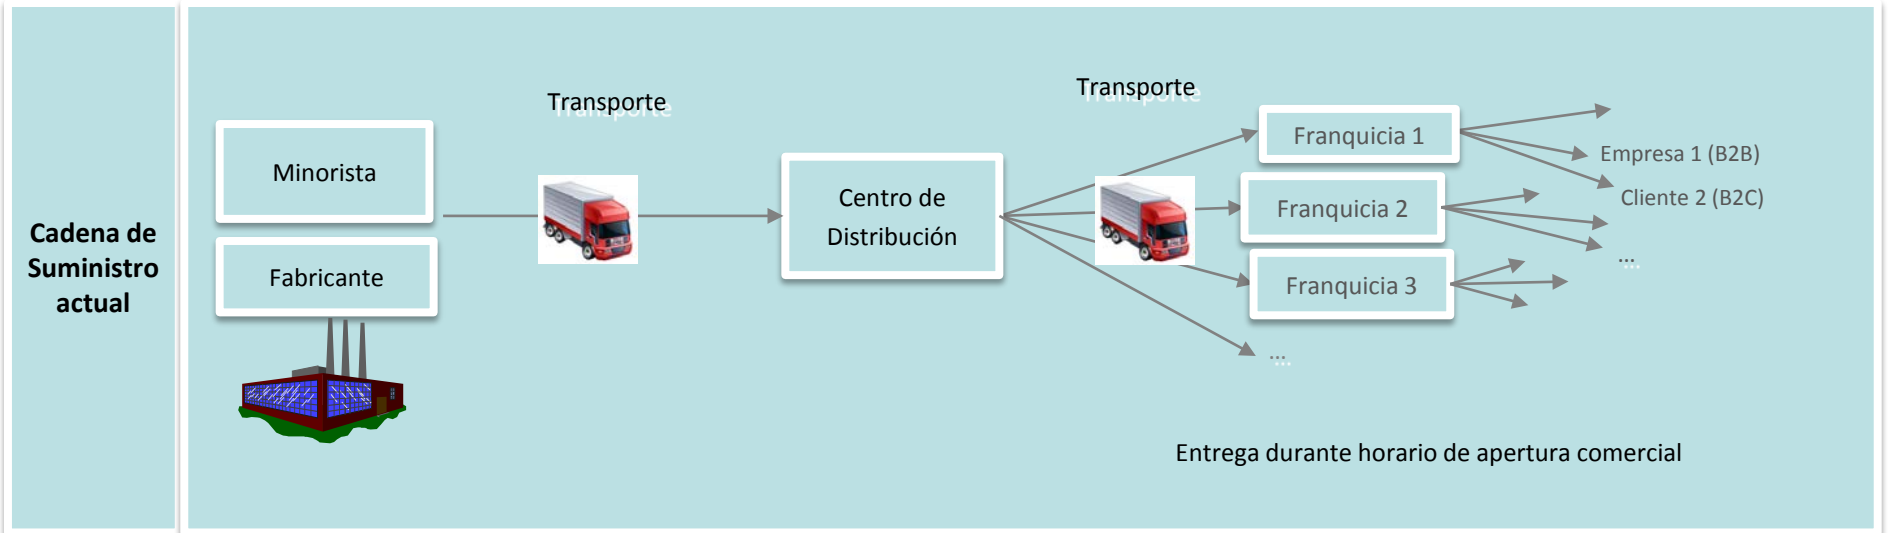 Cadena de
Suministro
actual
Minorista
Fabricante
Transporte
Centro de
Distribución
Transporte
Franquicia 1
Franquicia 2
Franquicia 3
...
Empresa 1 (B2B)
Cliente 2 (B2C)
...
Entrega durante horario de apertura comercial